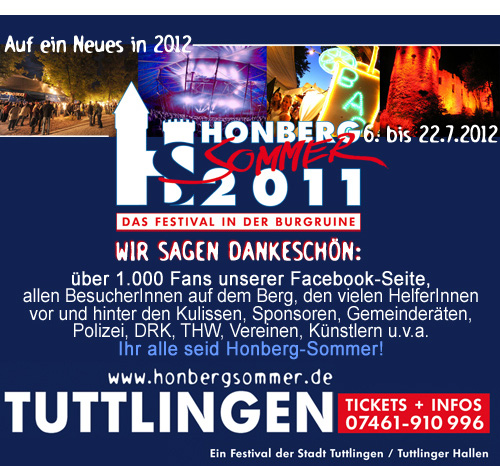 Auf ein Neues in 2012
BAR
6. bis 22.7.2012
HS
HONBERG
SOMMER
2011
DAS FESTIVAL IN DER BURGRUINE
WIR SAGEN DANKESCHÖN:
über 1.000 Fans unserer Facebook-Seite,
allen BesucherInnen auf dem Berg, den vielen HelferInnen
vor und hinter den Kulissen, Sponsoren, Gemeinderäten,
Polizei, DRK, THW, Vereinen, Künstlern u.v.a.
Ihr alle seid Honberg-Sommer!
www.honbergsommer.de
TUTTLINGEN
TICKETS + INFOS
07461-910 996
Ein Festival der Stadt Tuttlingen / Tuttlinger Hallen